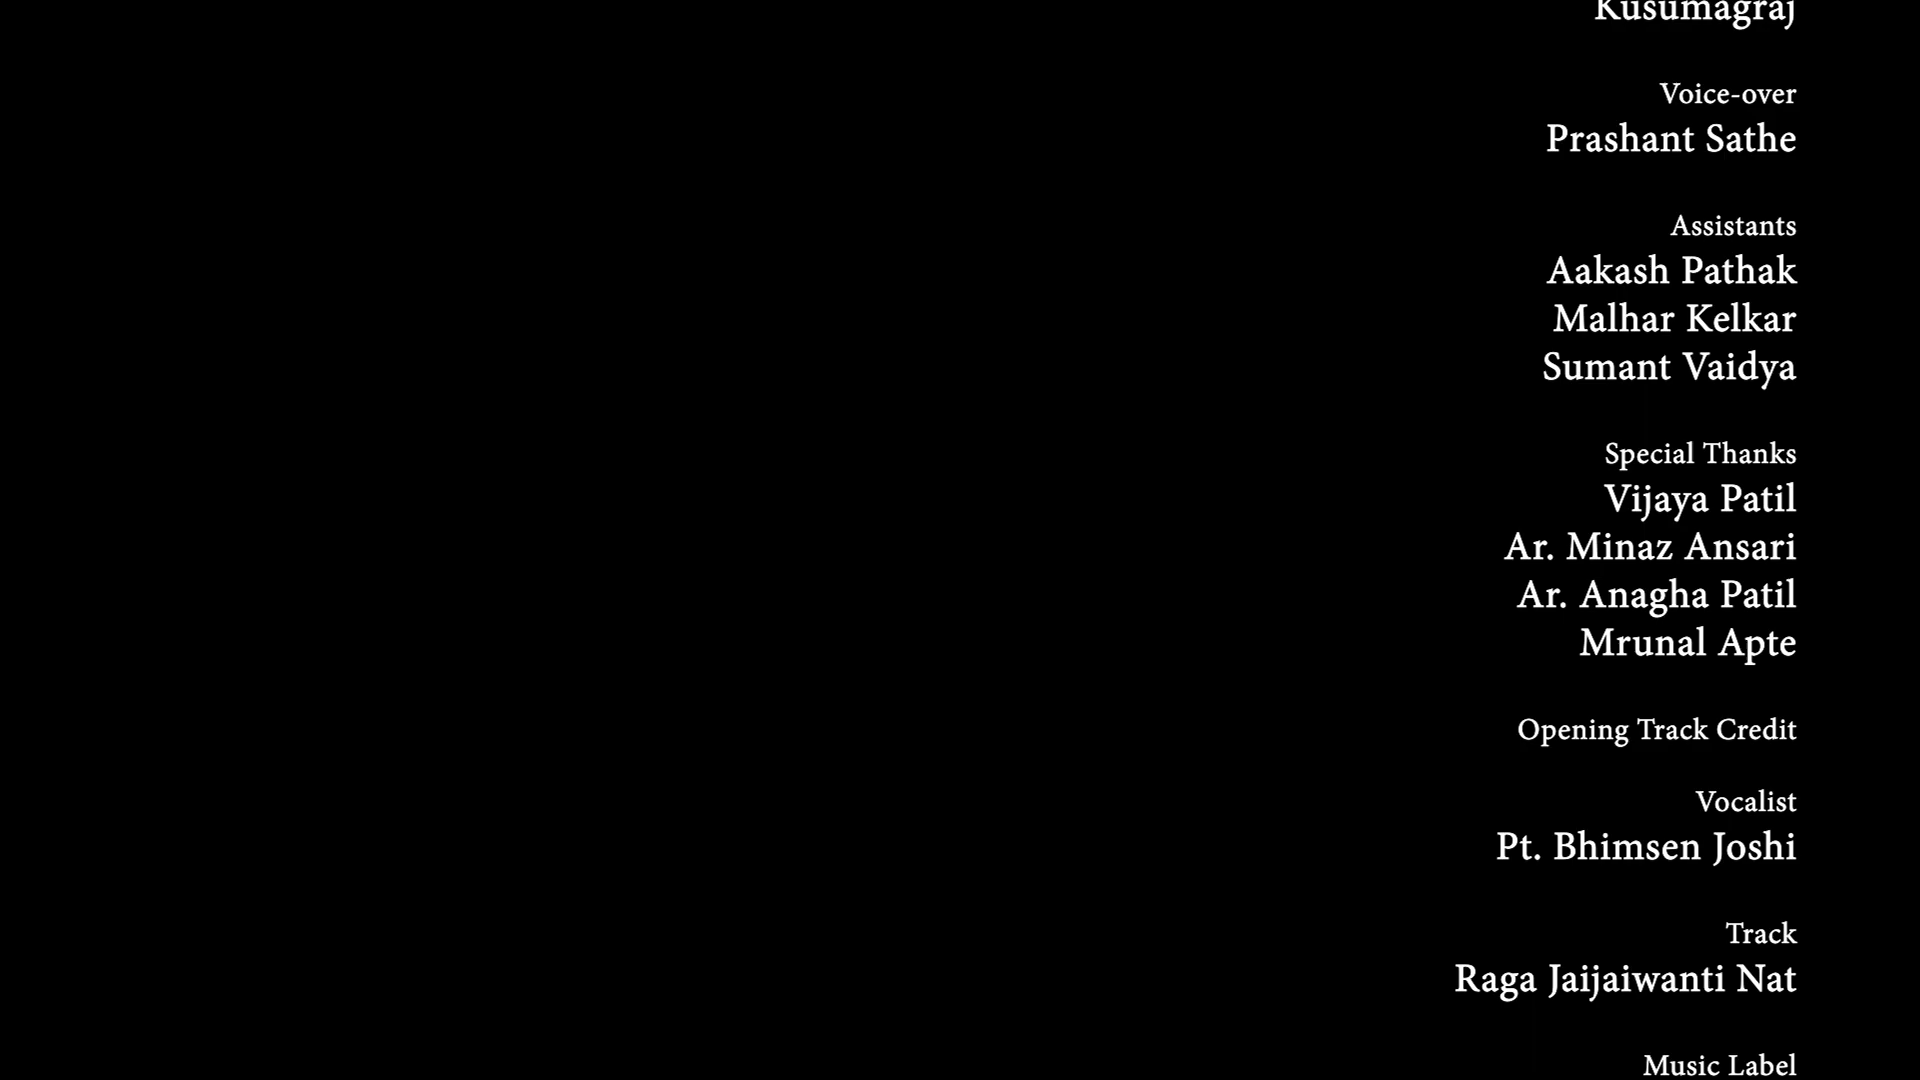 Kusumagraj
Voice-over
Prashant Sathe
Assistants
Aakash Pathak
Malhar Kelkar
Sumant Vaidya
Special Thanks
Vijaya Patil
Ar. Minaz Ansari
Ar. Anagha Patil
Mrunal Apte
Opening Track Credit
Vocalist
Pt. Bhimsen Joshi
Track
Raga Jaijaiwanti Nat
Music Label